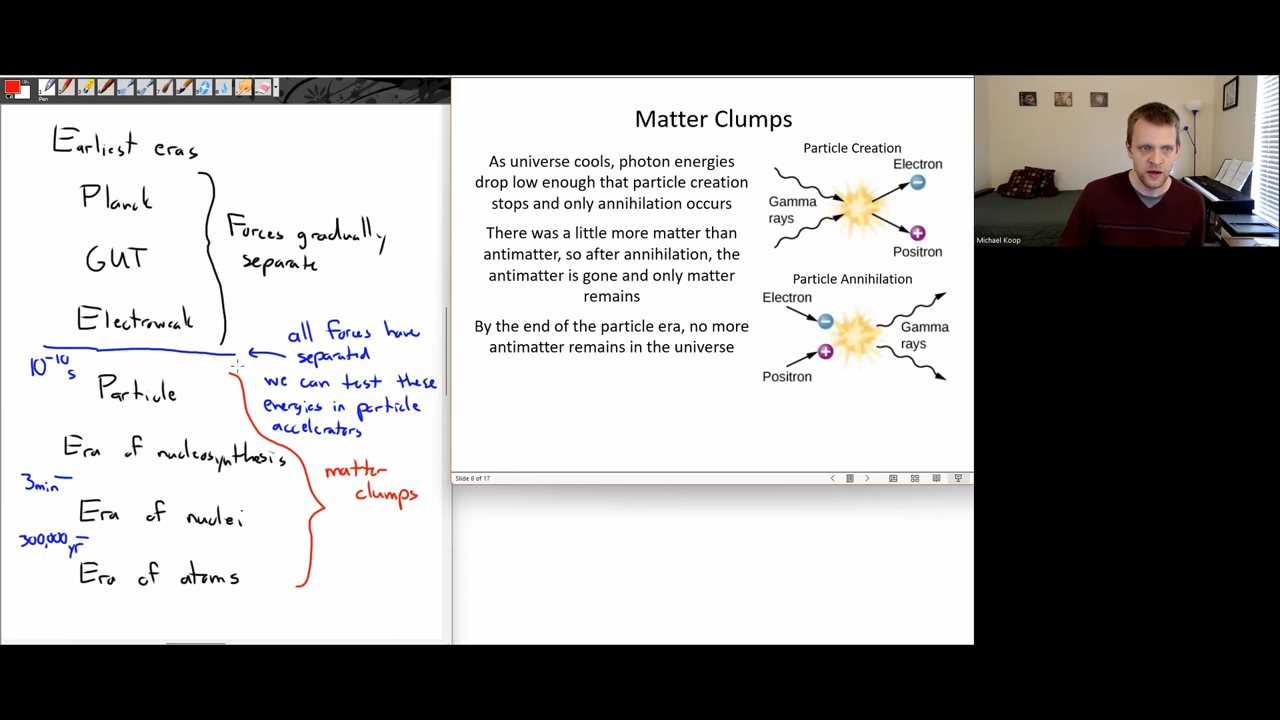 Pen
Earliest eras
Planck
GUT
Electroweak
Forces gradually
separate
all forces have
separated
10⁻¹⁰ s
Particle
we can test these
energies in particle
accelerators
Era of nucleosynthesis
matter
clumps
3min
Era of nuclei
300,000 yr
Era of atoms
Matter Clumps
As universe cools, photon energies
drop low enough that particle creation
stops and only annihilation occurs
There was a little more matter than
antimatter, so after annihilation, the
antimatter is gone and only matter
remains
By the end of the particle era, no more
antimatter remains in the universe
Particle Creation
Electron
Gamma
rays
Positron
Particle Annihilation
Electron
Gamma
rays
Positron
Slide 6 of 17
Michael Koop